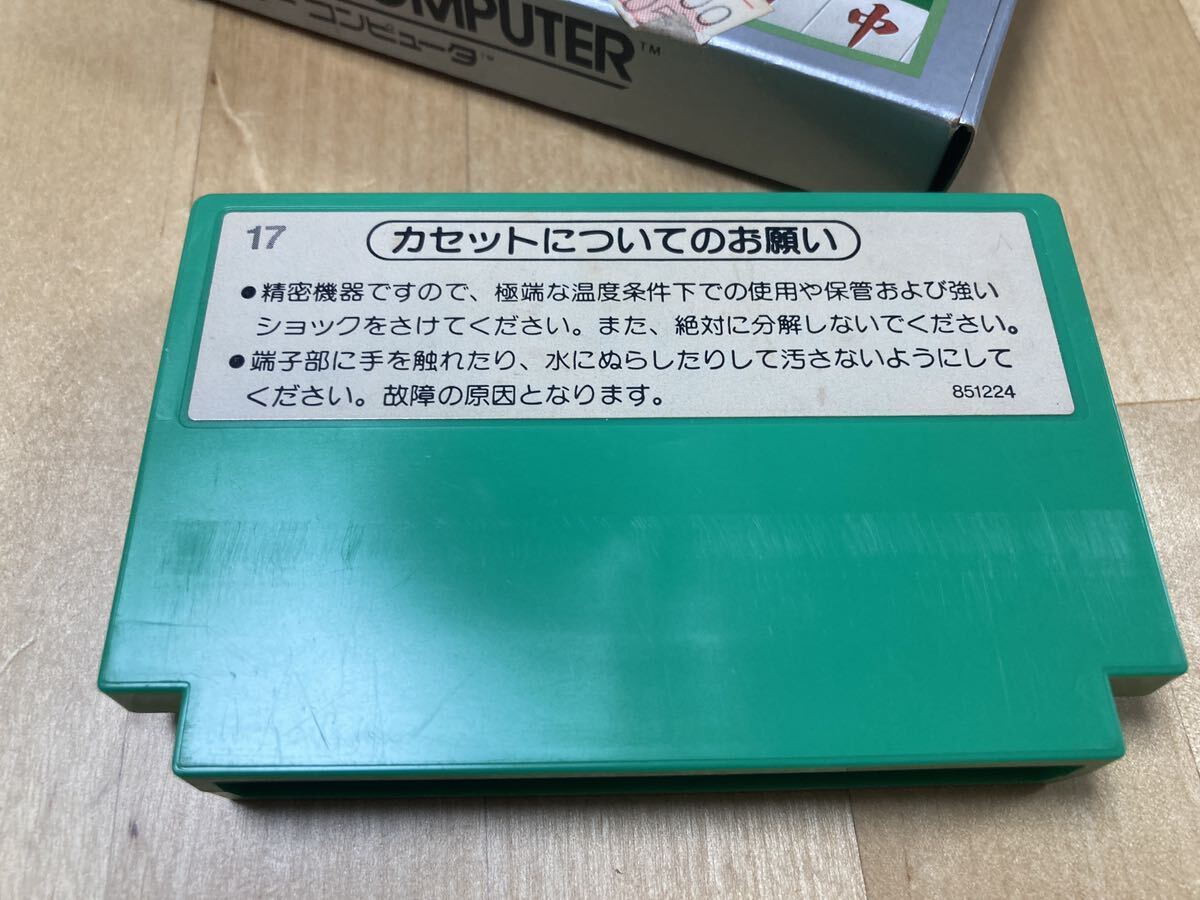 COMPUTER™
コンピュータ™
中
17
カセットについてのお願い
●精密機器ですので、極端な温度条件下での使用や保管および強い
ショックをさけてください。また、絶対に分解しないでください。
●端子部に手を触れたり、水にぬらしたりして汚さないようにして
ください。故障の原因となります。
851224